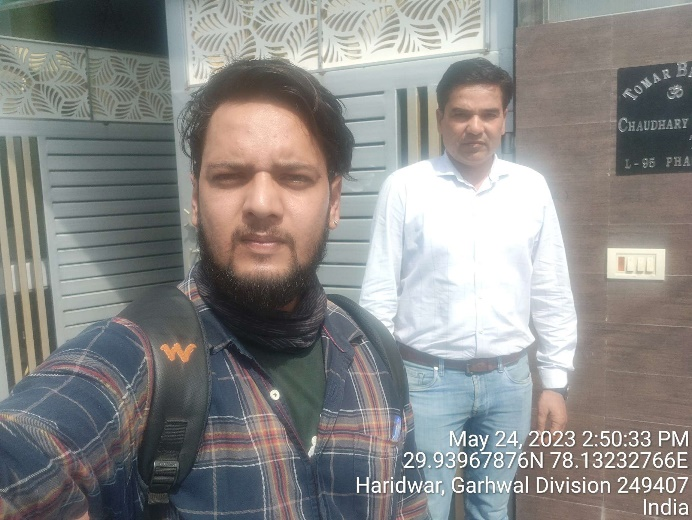 TOMAR
ॐ
CHAUDHARY
L-95
May 24, 2023 2:50:33 PM
29.93967876N 78.13232766E
Haridwar, Garhwal Division 249407
India